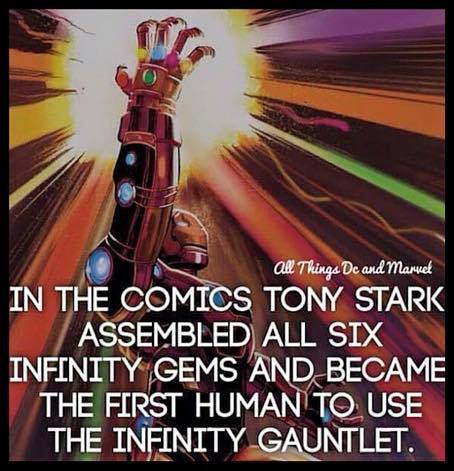 All Things Dc and Marvel
IN THE COMICS TONY STARK
ASSEMBLED ALL SIX
INFINITY GEMS AND BECAME
THE FIRST HUMAN TO USE
THE INFINITY GAUNTLET.